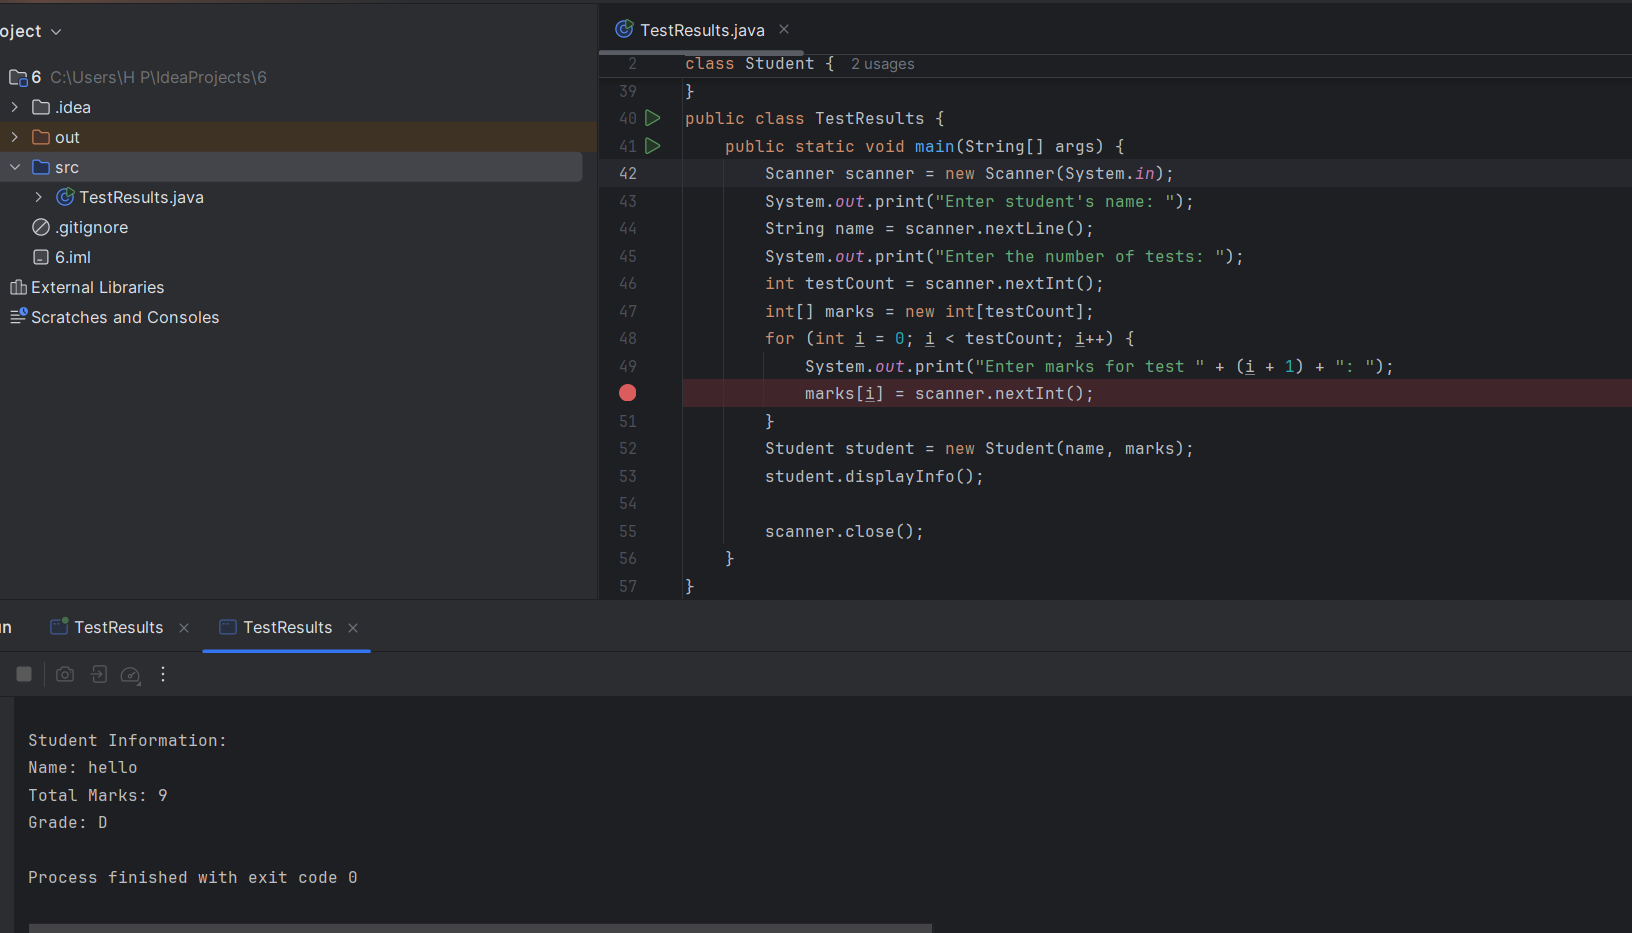 oject
6 C:\Users\H P\IdeaProjects\6
.idea
out
src
TestResults.java
.gitignore
6.iml
External Libraries
Scratches and Consoles
TestResults.java
2 class Student { 2 usages
39 }
40 public class TestResults {
41 public static void main(String[] args) {
42 Scanner scanner = new Scanner(System.in);
43 System.out.print("Enter student's name: ");
44 String name = scanner.nextLine();
45 System.out.print("Enter the number of tests: ");
46 int testCount = scanner.nextInt();
47 int[] marks = new int[testCount];
48 for (int i = 0; i < testCount; i++) {
49 System.out.print("Enter marks for test " + (i + 1) + ": ");
marks[i] = scanner.nextInt();
51 }
52 Student student = new Student(name, marks);
53 student.displayInfo();
54
55 scanner.close();
56 }
57 }
un TestResults TestResults
Student Information:
Name: hello
Total Marks: 9
Grade: D
Process finished with exit code 0